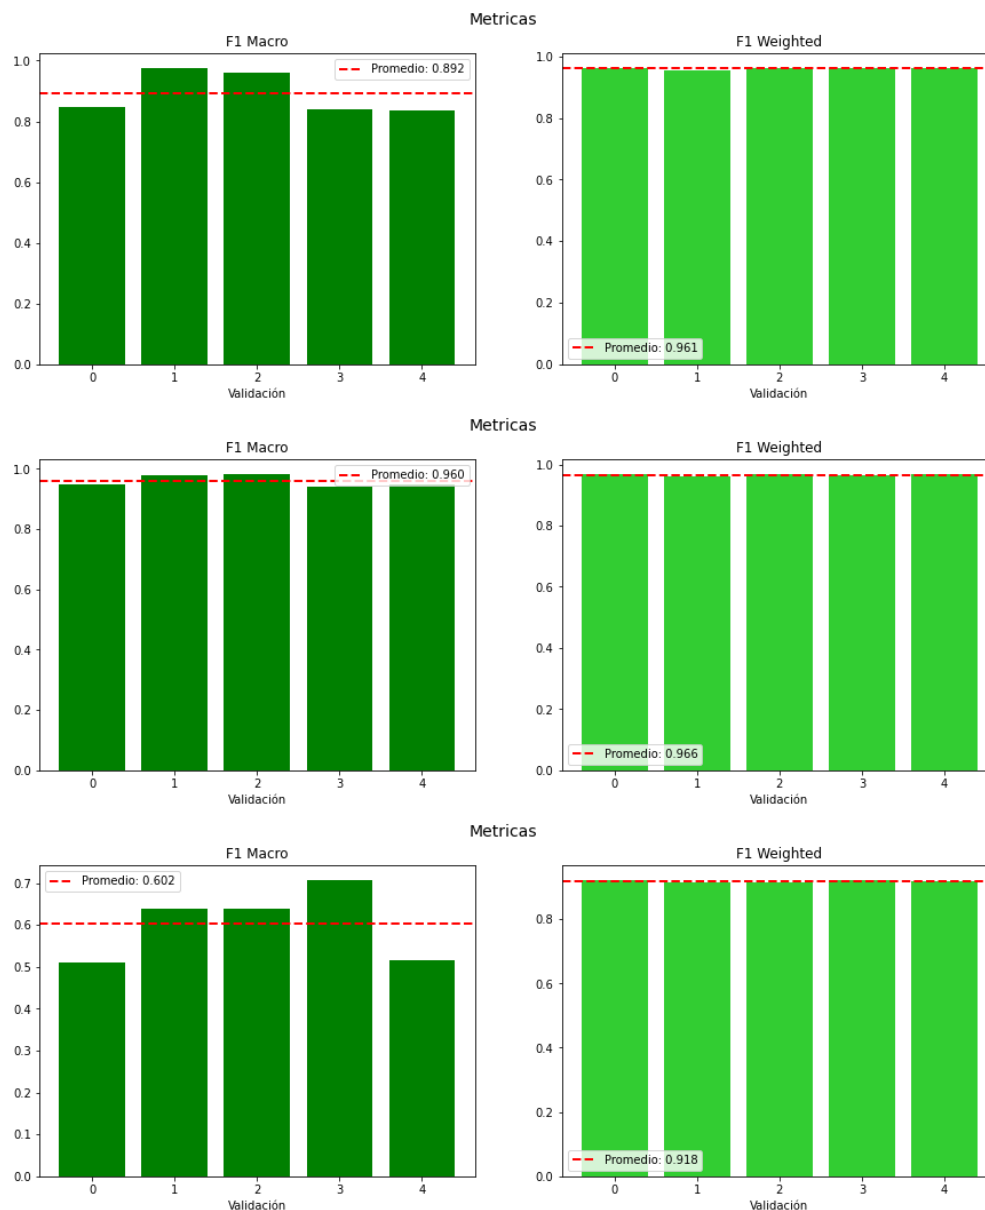 Metricas
F1 Macro
1.0
0.8
0.6
0.4
0.2
0.0
Promedio: 0.892
0 1 2 3 4
Validación
F1 Weighted
1.0
0.8
0.6
0.4
0.2
0.0
Promedio: 0.961
0 1 2 3 4
Validación
Metricas
F1 Macro
1.0
0.8
0.6
0.4
0.2
0.0
Promedio: 0.960
0 1 2 3 4
Validación
F1 Weighted
1.0
0.8
0.6
0.4
0.2
0.0
Promedio: 0.966
0 1 2 3 4
Validación
Metricas
F1 Macro
0.7
0.6
0.5
0.4
0.3
0.2
0.1
0.0
Promedio: 0.602
0 1 2 3 4
Validación
F1 Weighted
0.8
0.6
0.4
0.2
0.0
Promedio: 0.918
0 1 2 3 4
Validación